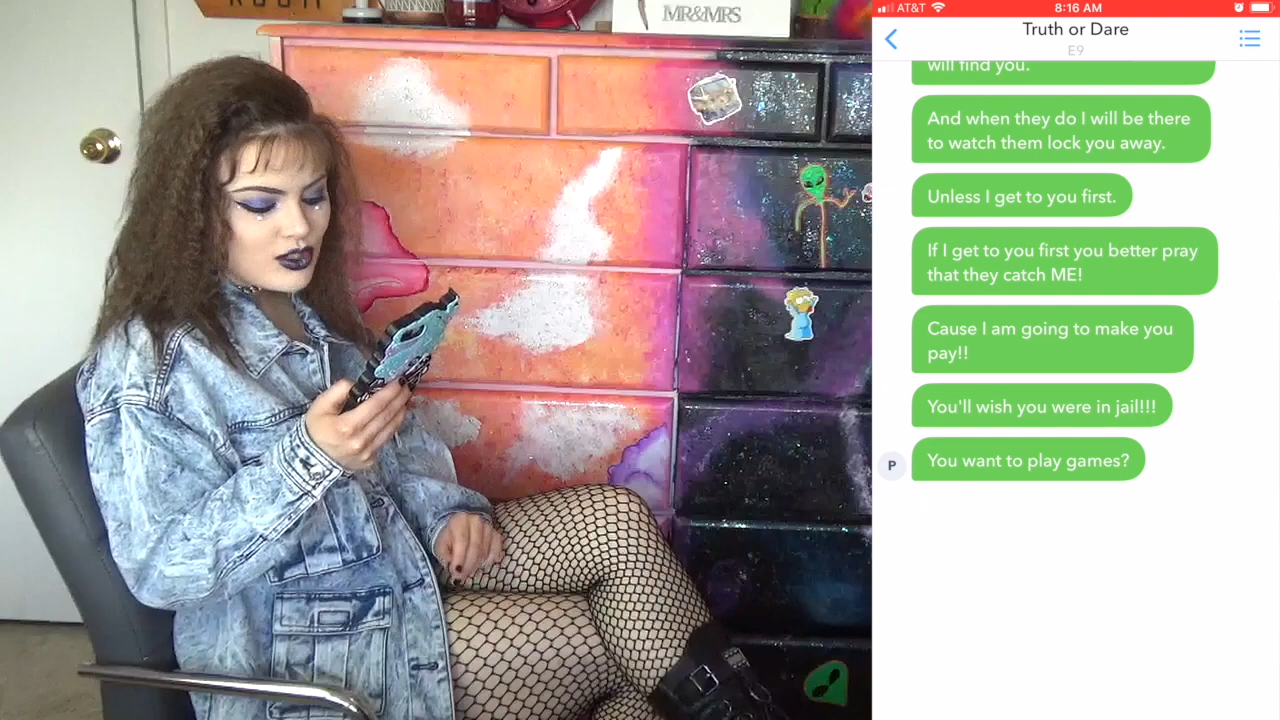 ROOM
MR&MRS
AT&T
8:16 AM
Truth or Dare
E9
will find you.
And when they do I will be there
to watch them lock you away.
Unless I get to you first.
If I get to you first you better pray
that they catch ME!
Cause I am going to make you
pay!!
You'll wish you were in jail!!!
P
You want to play games?